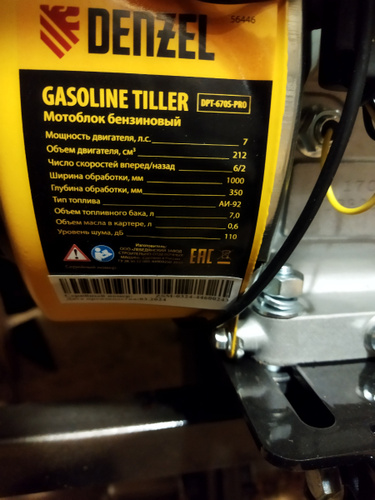 56446
DENZEL
GASOLINE TILLER DPT-670S-PRO
Мотоблок бензиновый
Мощность двигателя, л.с. 7
Объем двигателя, см³ 212
Число скоростей вперед/назад 6/2
Ширина обработки, мм 1000
Глубина обработки, мм 350
Тип топлива АИ-92
Объем топливного бака, л 7,0
Объем масла в картере, л 0,6
Уровень шума, дБ 110
EAC